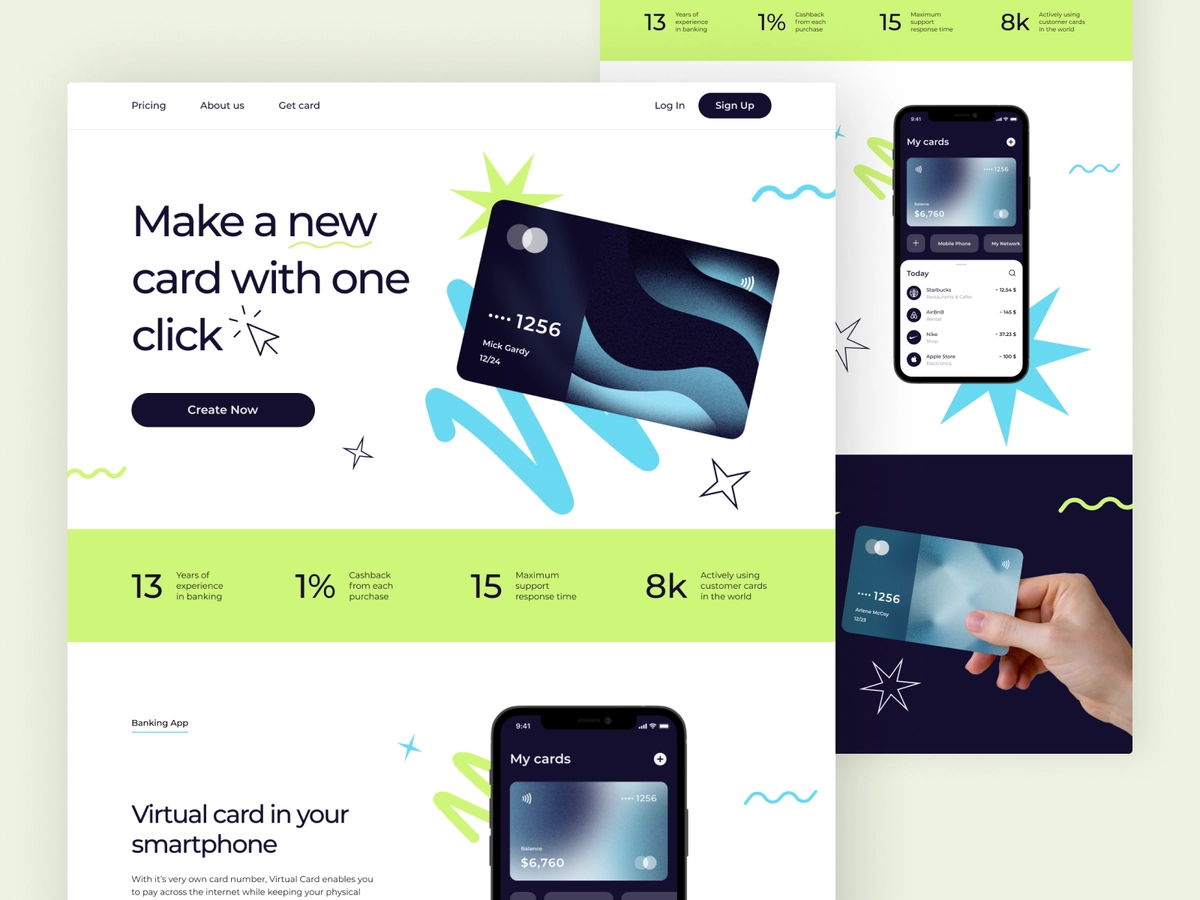 Pricing
About us
Get card
Log In
Sign Up
Make a new
card with one
click
Create Now
•••• 1256
Mick Gardy
12/24
13
Years of
experience
in banking
1%
Cashback
from each
purchase
15
Maximum
support
response time
8k
Actively using
customer cards
in the world
Banking App
Virtual card in your
smartphone
With it’s very own card number, Virtual Card enables you
to pay across the internet while keeping your physical
9:41
My cards
•••• 1256
Balance
$6,760
13
Years of
experience
in banking
1%
Cashback
from each
purchase
15
Maximum
support
response time
8k
Actively using
customer cards
in the world
9:41
My cards
•••• 1256
Balance
$6,760
Mobile Phone
My Network
Today
Starbucks
Restaurants & Cafes
- 12,54 $
AirBnB
Rental
- 145 $
Nike
Shop
- 37.23 $
Apple Store
Electronics
- 100 $
•••• 1256
Arlene McCoy
12/23